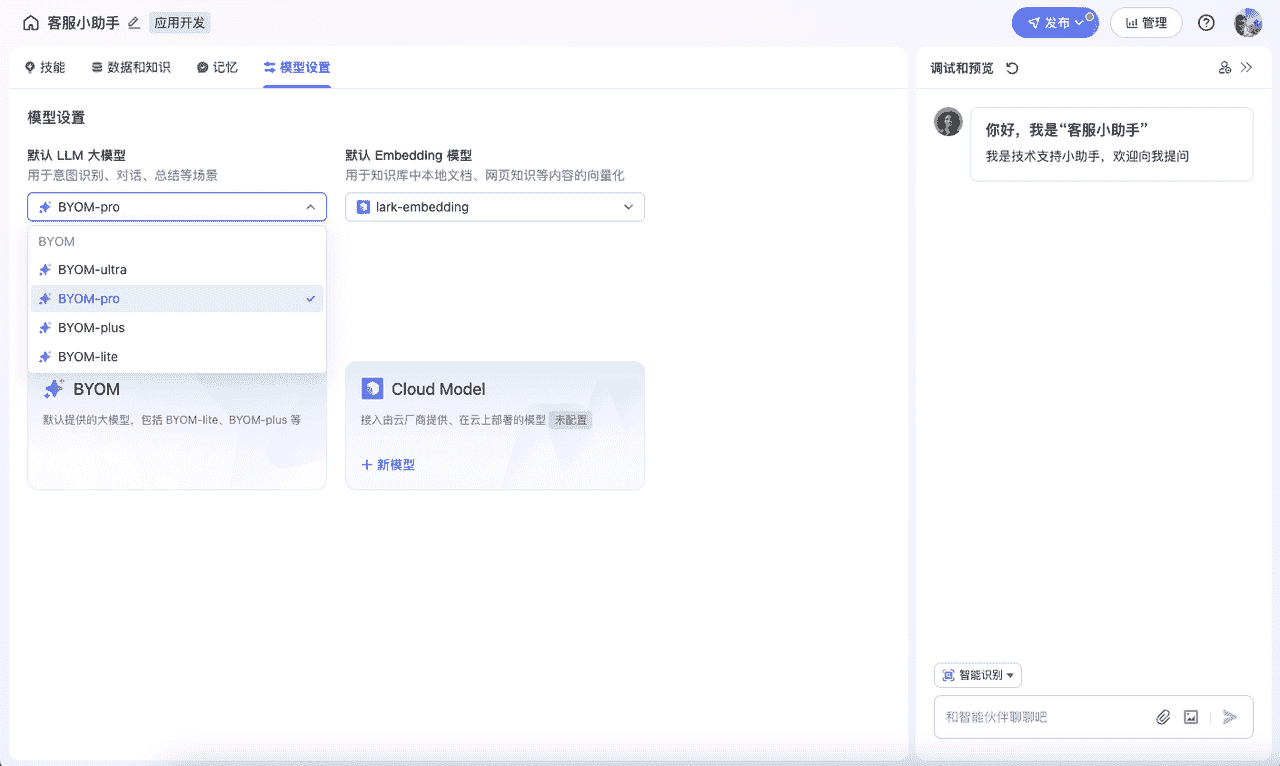 客服小助手 应用开发 发布 管理
技能 数据和知识 记忆 模型设置
模型设置
默认 LLM 大模型
用于意图识别、对话、总结等场景
BYOM-pro
BYOM
BYOM-ultra
BYOM-pro
BYOM-plus
BYOM-lite
默认 Embedding 模型
用于知识库中本地文档、网页知识等内容的向量化
lark-embedding
BYOM
默认提供的大模型，包括 BYOM-lite、BYOM-plus 等
Cloud Model
接入由云厂商提供、在云上部署的模型 未配置
新模型
调试和预览
你好，我是“客服小助手”
我是技术支持小助手，欢迎向我提问
智能识别
和智能伙伴聊聊吧